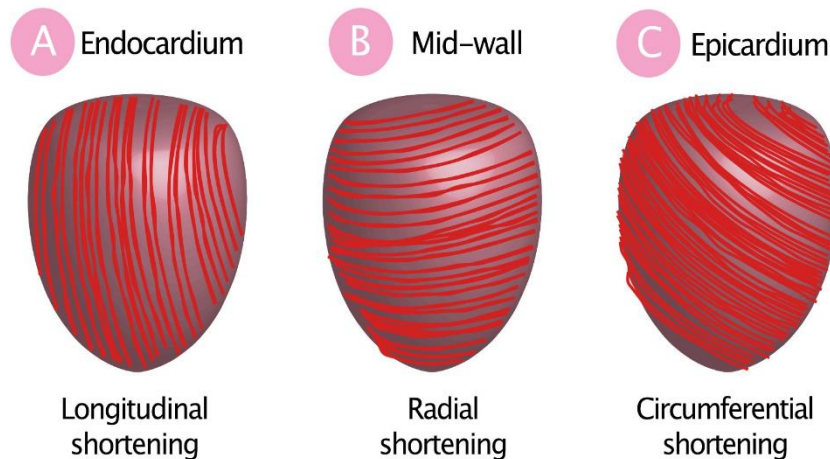 A Endocardium
B Mid-wall
C Epicardium
Longitudinal
shortening
Radial
shortening
Circumferential
shortening